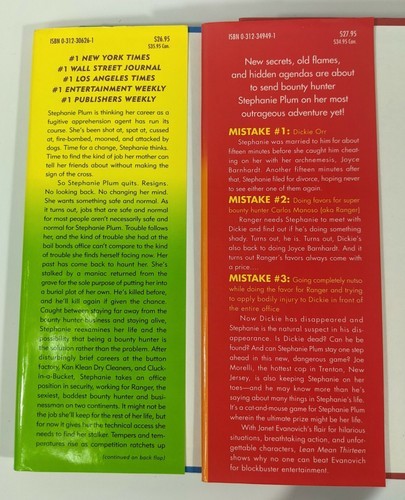 ISBN 0-312-30626-1 $26.95
$35.95 Can.
#1 NEW YORK TIMES
#1 WALL STREET JOURNAL
#1 LOS ANGELES TIMES
#1 ENTERTAINMENT WEEKLY
#1 PUBLISHERS WEEKLY
Stephanie Plum is thinking her career as a
fugitive apprehension agent has run its
course. She's been shot at, spat at, cussed
at, fire-bombed, mooned, and attacked by
dogs. Time for a change, Stephanie thinks.
Time to find the kind of job her mother can
tell her friends about without making the
sign of the cross.
So Stephanie Plum quits. Resigns.
No looking back. No changing her mind.
She wants something safe and normal. As
it turns out, jobs that are safe and normal
for most people aren't necessarily safe and
normal for Stephanie Plum. Trouble follows
her, and the kind of trouble she had at the
bail bonds office can't compare to the kind
of trouble she finds herself facing now. Her
past has come back to haunt her. She's
stalked by a maniac returned from the
grave for the sole purpose of putting her into
a burial plot of her own. He's killed before,
and he'll kill again if given the chance.
Caught between staying far away from the
bounty hunter business and staying alive,
Stephanie reexamines her life and the
possibility that being a bounty hunter is
the solution rather than the problem. After
disturbingly brief careers at the button
factory, Kan Klean Dry Cleaners, and Cluck-
in-a-Bucket, Stephanie takes an office
position in security, working for Ranger, the
sexiest, baddest bounty hunter and busi-
nessman on two continents. It might not be
the job she'll keep for the rest of her life, but
for now it gives her the technical access she
needs to find her stalker. Tempers and tem-
peratures rise as competition ratchets up
(continued on back flap)
ISBN 0-312-34949-1 $27.95
$34.95 Can.
New secrets, old flames,
and hidden agendas are about
to send bounty hunter
Stephanie Plum on her most
outrageous adventure yet!
MISTAKE #1: Dickie Orr
Stephanie was married to him for about
fifteen minutes before she caught him cheat-
ing on her with her archnemesis, Joyce
Barnhardt. Another fifteen minutes after
that, Stephanie filed for divorce, hoping never
to see either one of them again.
MISTAKE #2: Doing favors for super
bounty hunter Carlos Manoso (aka Ranger)
Ranger needs Stephanie to meet with
Dickie and find out if he's doing something
shady. Turns out, he is. Turns out, Dickie's
also back to doing Joyce Barnhardt. And it
turns out Ranger's favors always come with
a price ...
MISTAKE #3: Going completely nutso
while doing the favor for Ranger and trying
to apply bodily injury to Dickie in front of
the entire office.
Now Dickie has disappeared and
Stephanie is the natural suspect in his dis-
appearance. Is Dickie dead? Can he be
found? And can Stephanie Plum stay one step
ahead in this new, dangerous game? Joe
Morelli, the hottest cop in Trenton, New
Jersey, is also keeping Stephanie on her
toes—and he may know more than he's
saying about many things in Stephanie's life.
It's a cat-and-mouse game for Stephanie Plum
wherein the ultimate prize might be her life.
With Janet Evanovich's flair for hilarious
situations, breathtaking action, and unfor-
gettable characters, Lean Mean Thirteen
shows why no one can beat Evanovich
for blockbuster entertainment.